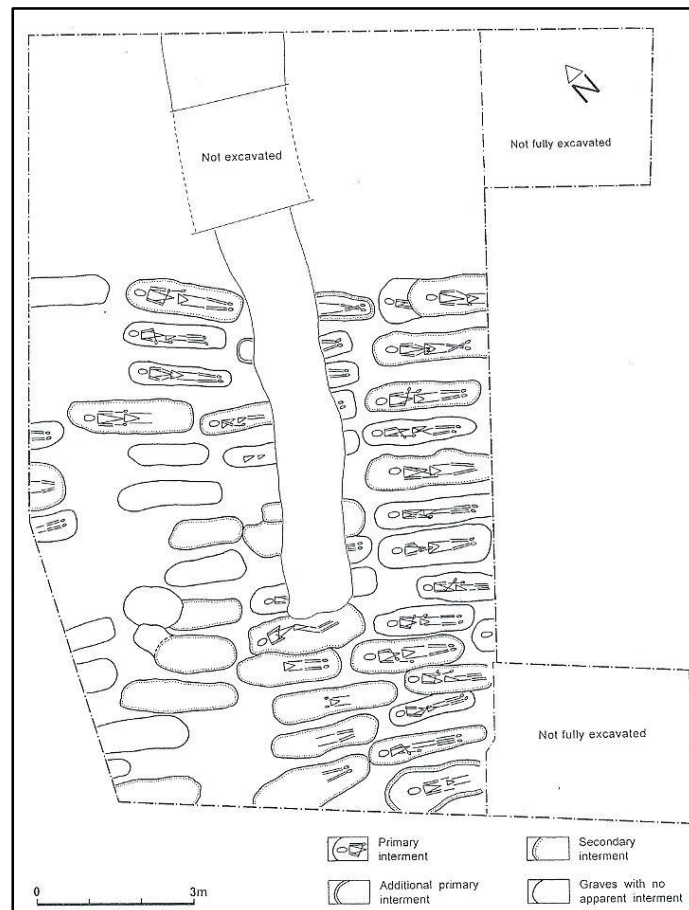 N
Not excavated
Not fully excavated
Not fully excavated
Primary
interment
Secondary
interment
Additional primary
interment
Graves with no
apparent interment
0
3m